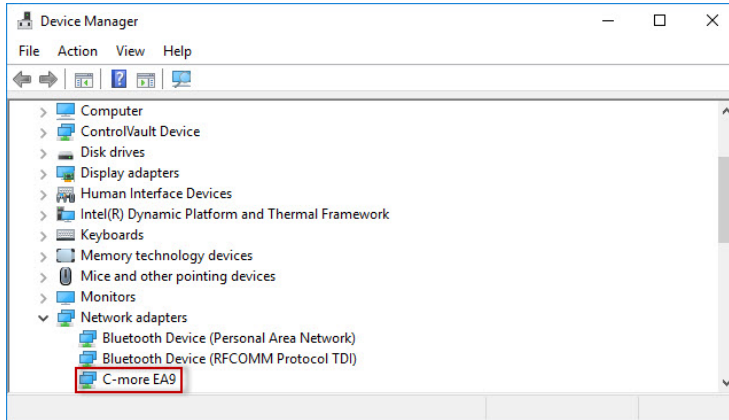 Device Manager
File Action View Help
Computer
ControlVault Device
Disk drives
Display adapters
Human Interface Devices
Intel(R) Dynamic Platform and Thermal Framework
Keyboards
Memory technology devices
Mice and other pointing devices
Monitors
Network adapters
Bluetooth Device (Personal Area Network)
Bluetooth Device (RFCOMM Protocol TDI)
C-more EA9